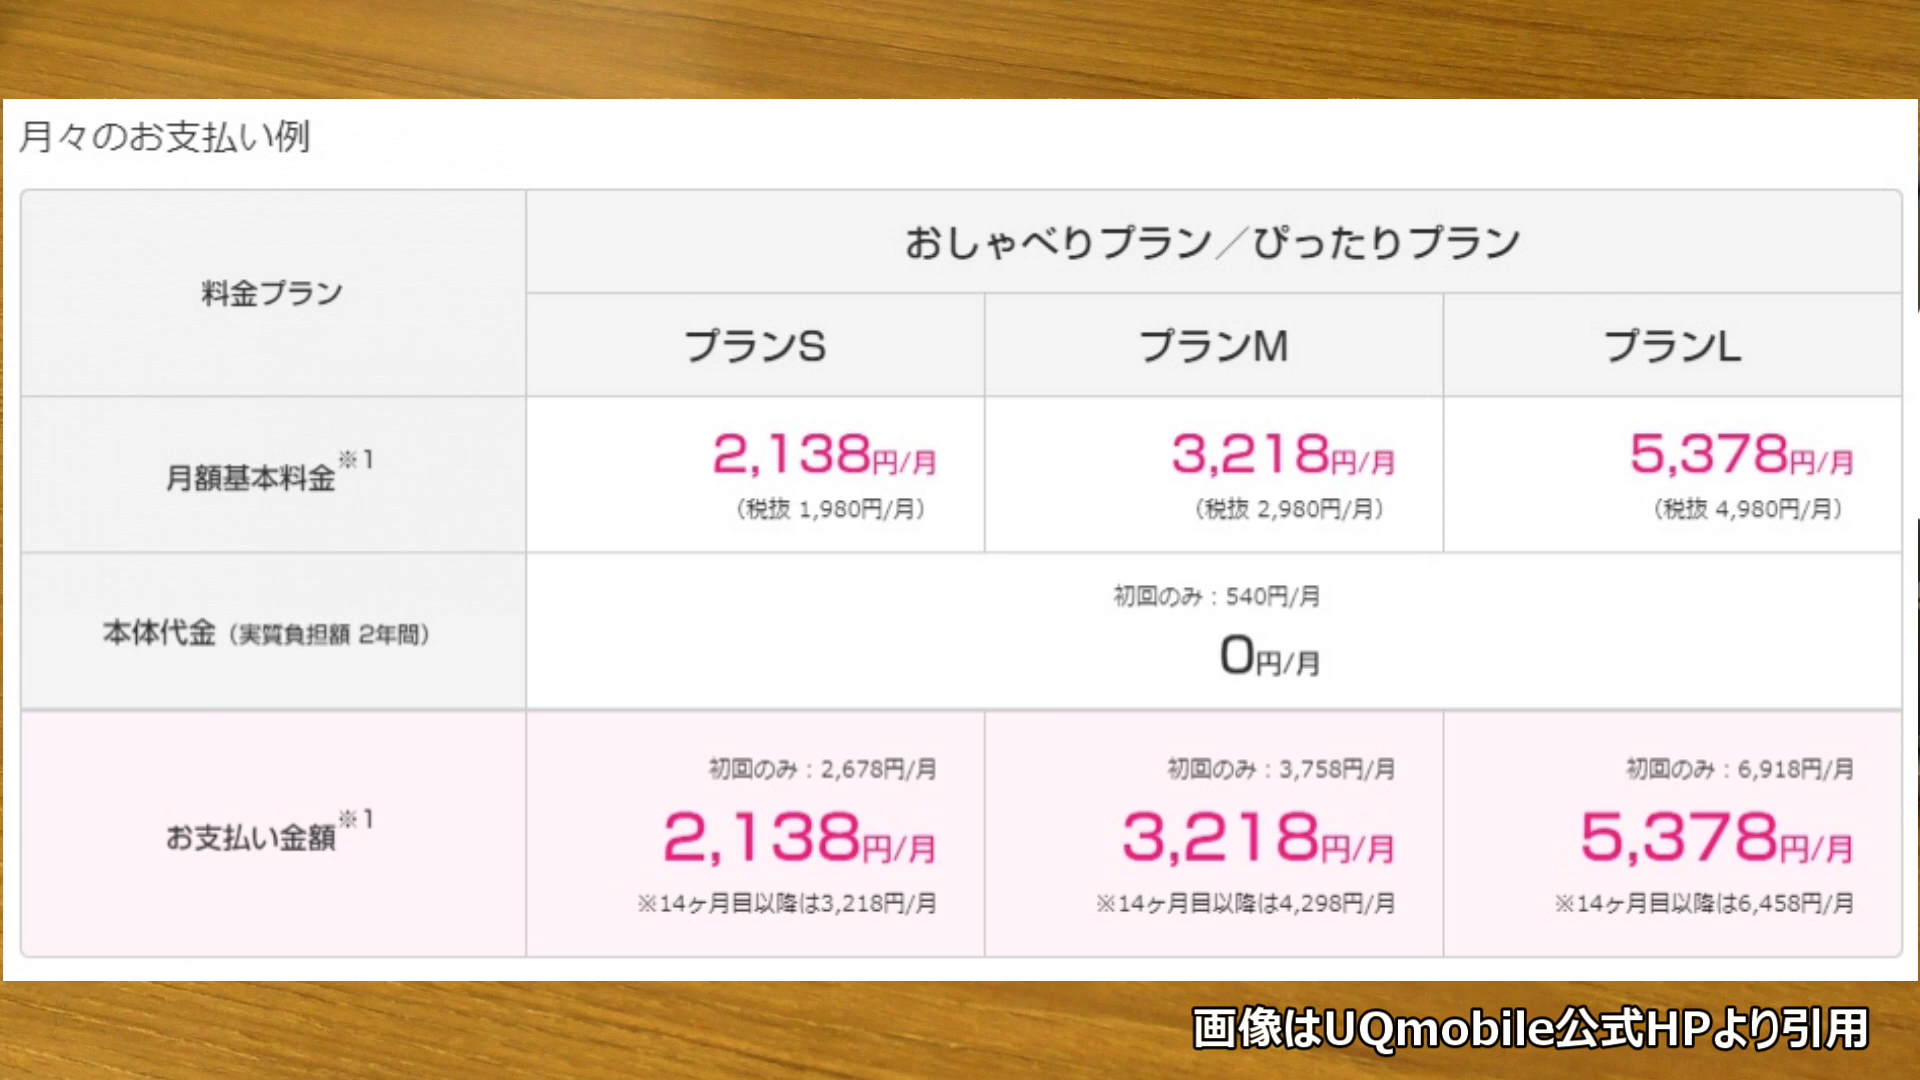 月々のお支払い例
料金プラン
おしゃべりプラン／ぴったりプラン
プランS
プランM
プランL
月額基本料金※1
2,138円/月
（税抜 1,980円/月）
3,218円/月
（税抜 2,980円/月）
5,378円/月
（税抜 4,980円/月）
本体代金（実質負担額 2年間）
初回のみ：540円/月
0円/月
お支払い金額※1
初回のみ：2,678円/月
2,138円/月
※14ヶ月目以降は3,218円/月
初回のみ：3,758円/月
3,218円/月
※14ヶ月目以降は4,298円/月
初回のみ：6,918円/月
5,378円/月
※14ヶ月目以降は6,458円/月
画像はUQmobile公式HPより引用